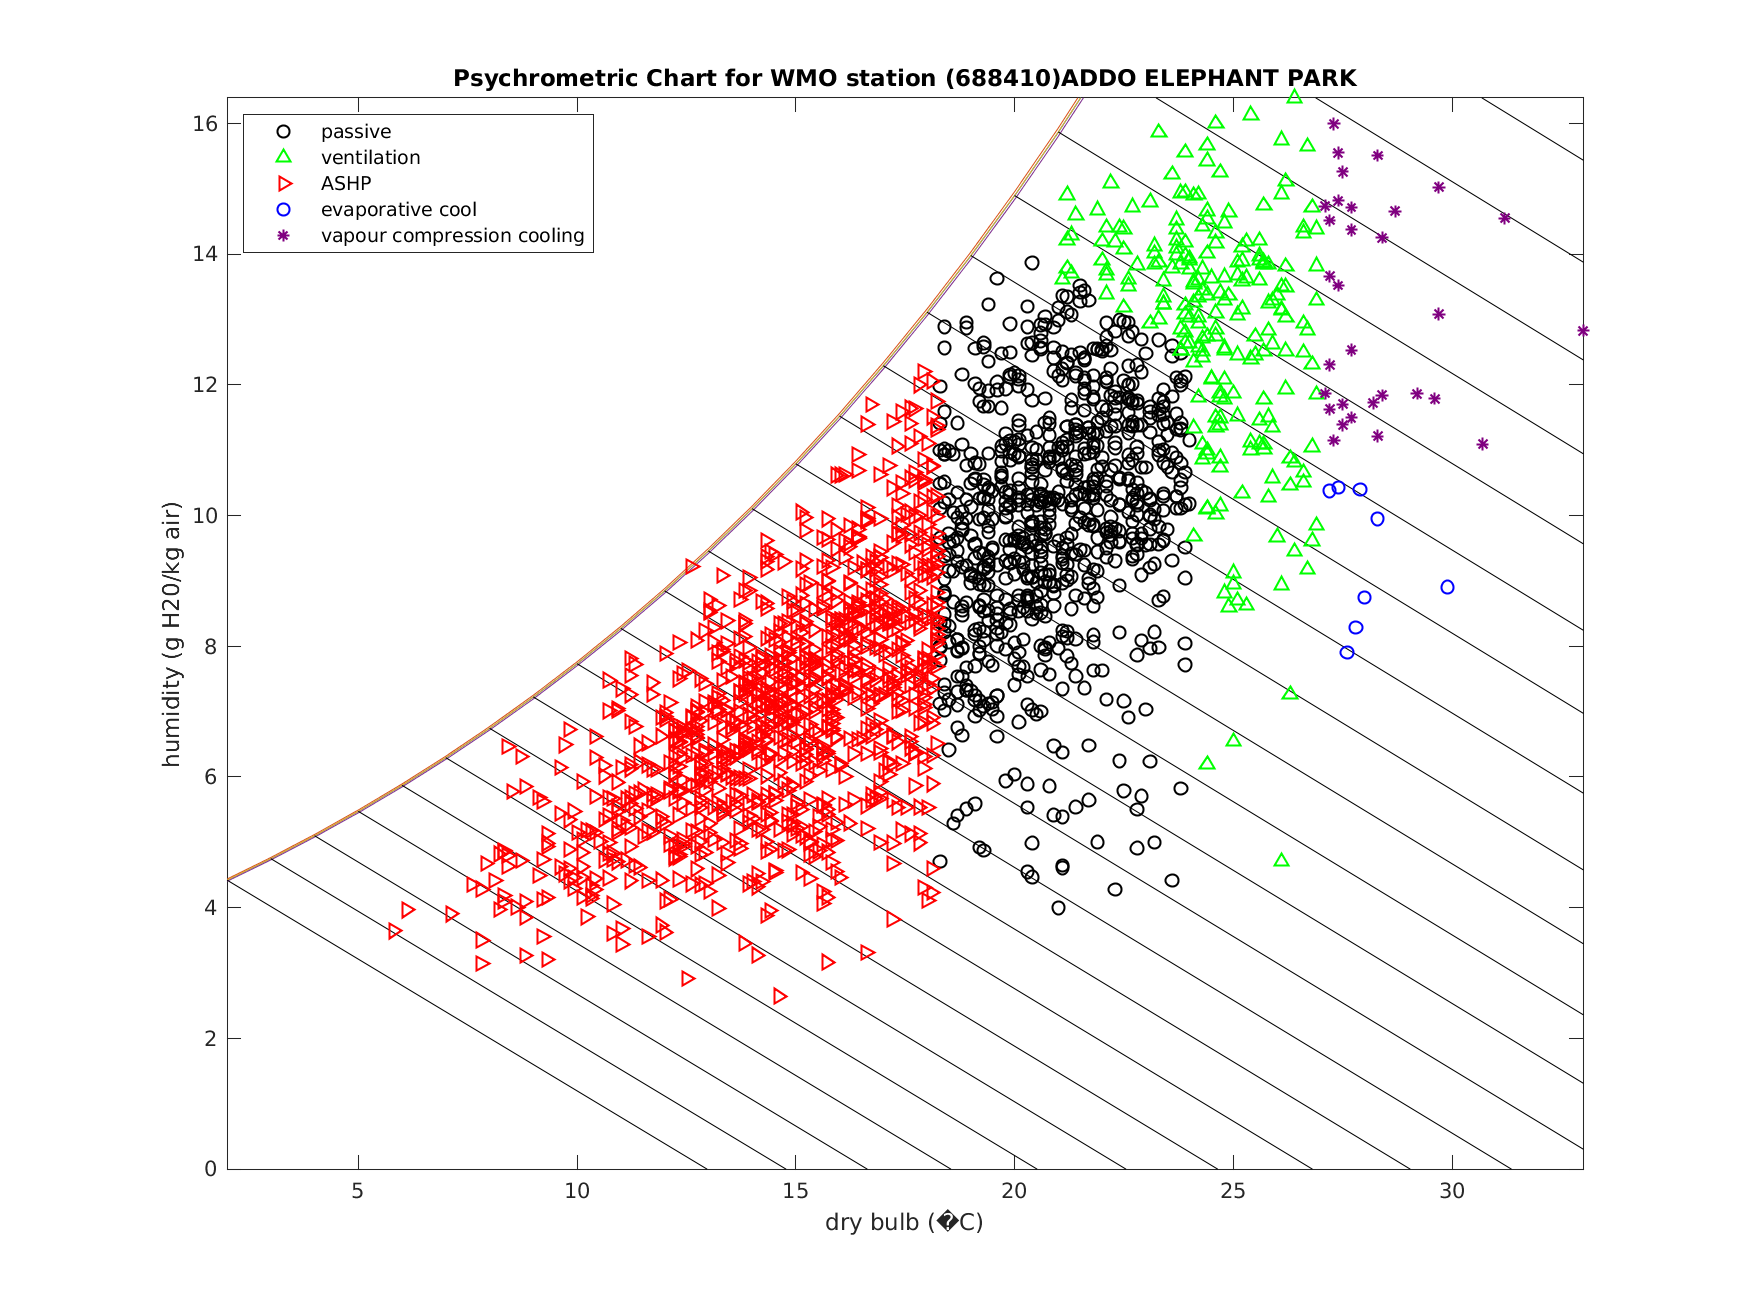 Psychrometric Chart for WMO station (688410)ADDO ELEPHANT PARK
passive
ventilation
ASHP
evaporative cool
vapour compression cooling
humidity (g H20/kg air)
16
14
12
10
8
6
4
2
0
5 10 15 20 25 30
dry bulb (�C)